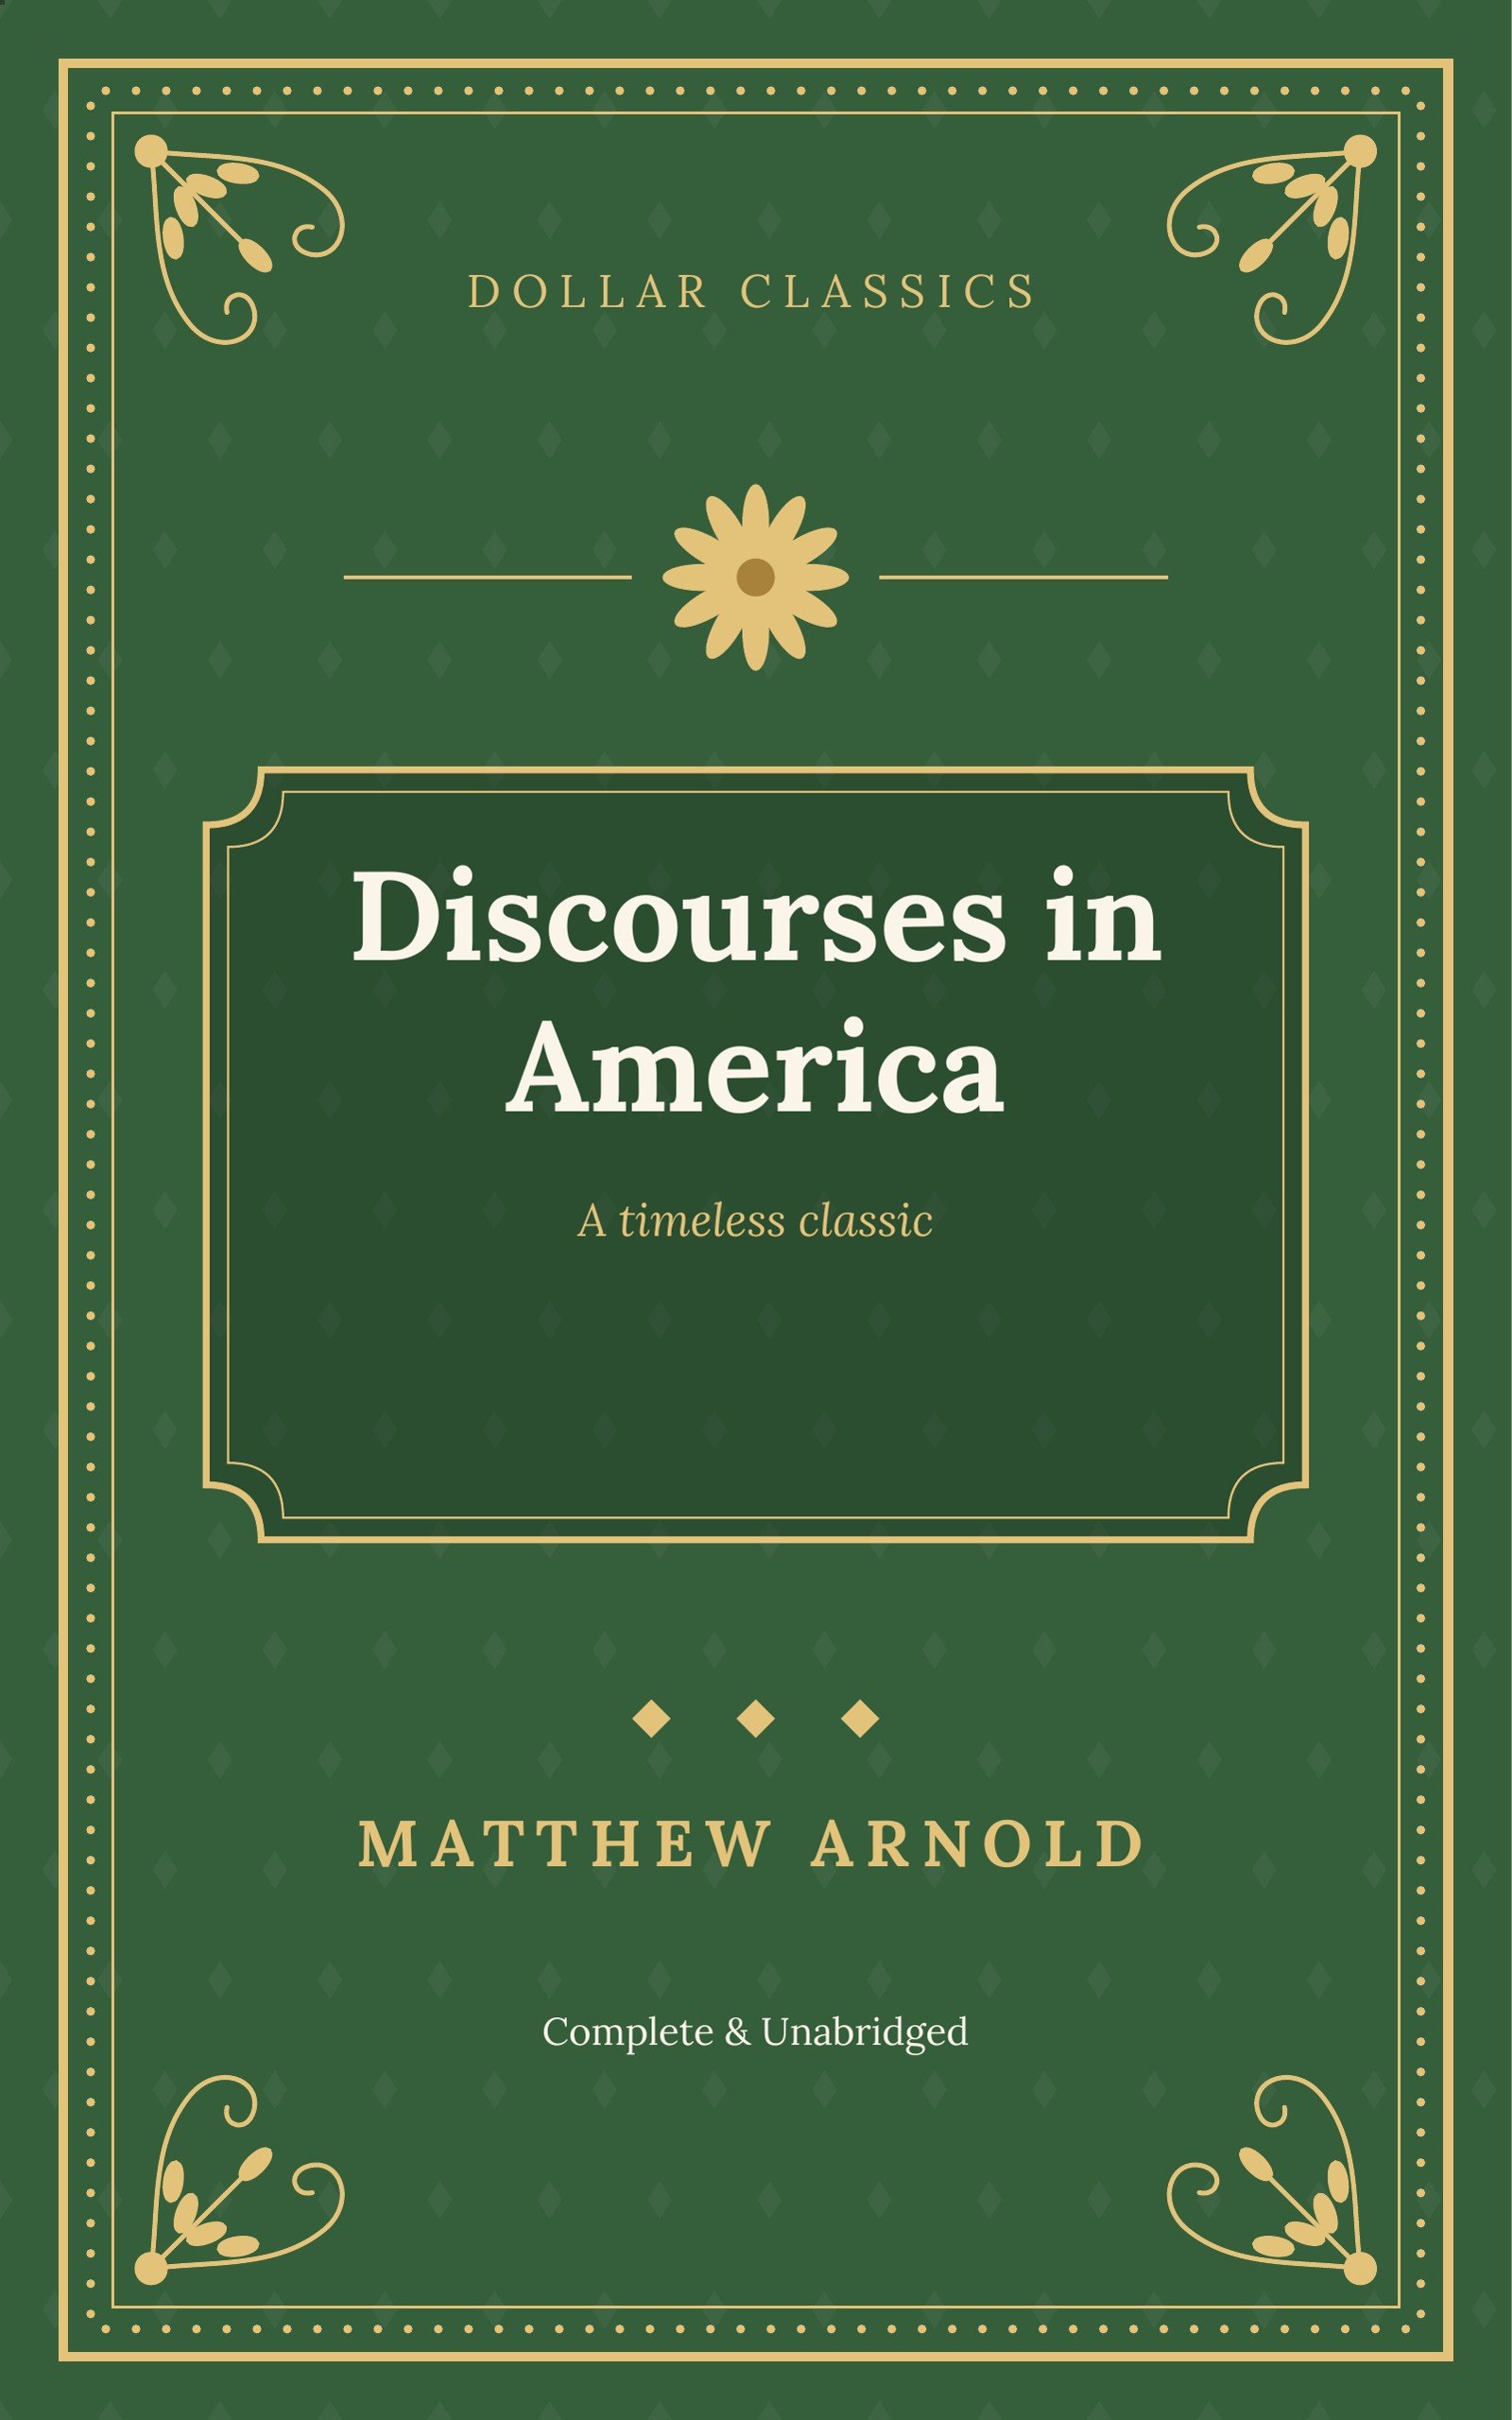 DOLLAR CLASSICS
Discourses in
America
A timeless classic
MATTHEW ARNOLD
Complete & Unabridged